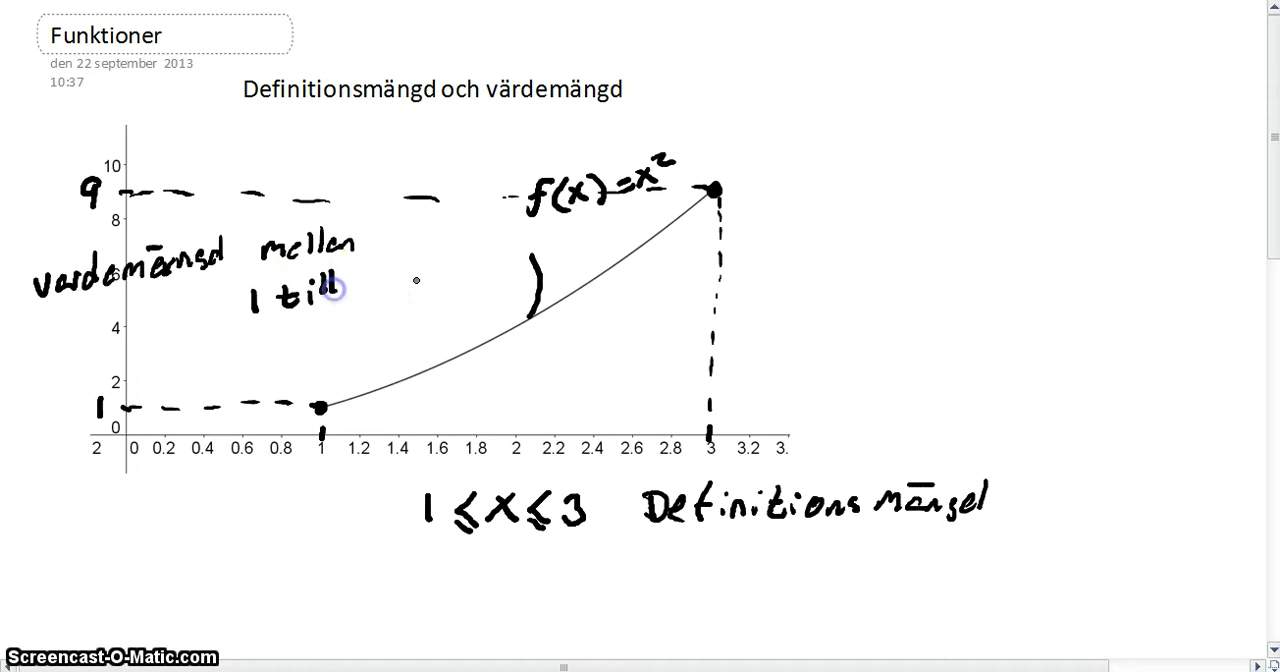 Funktioner
den 22 september 2013
10:37
Definitionsmängd och värdemängd
10
9
f(x)=x²
8
värdemängd mellan
6
1 till
)
4
2
1
0
2 0 0.2 0.4 0.6 0.8 1 1.2 1.4 1.6 1.8 2 2.2 2.4 2.6 2.8 3 3.2 3.
1 ≤ x ≤ 3 Definitionsmängd
Screencast-O-Matic.com